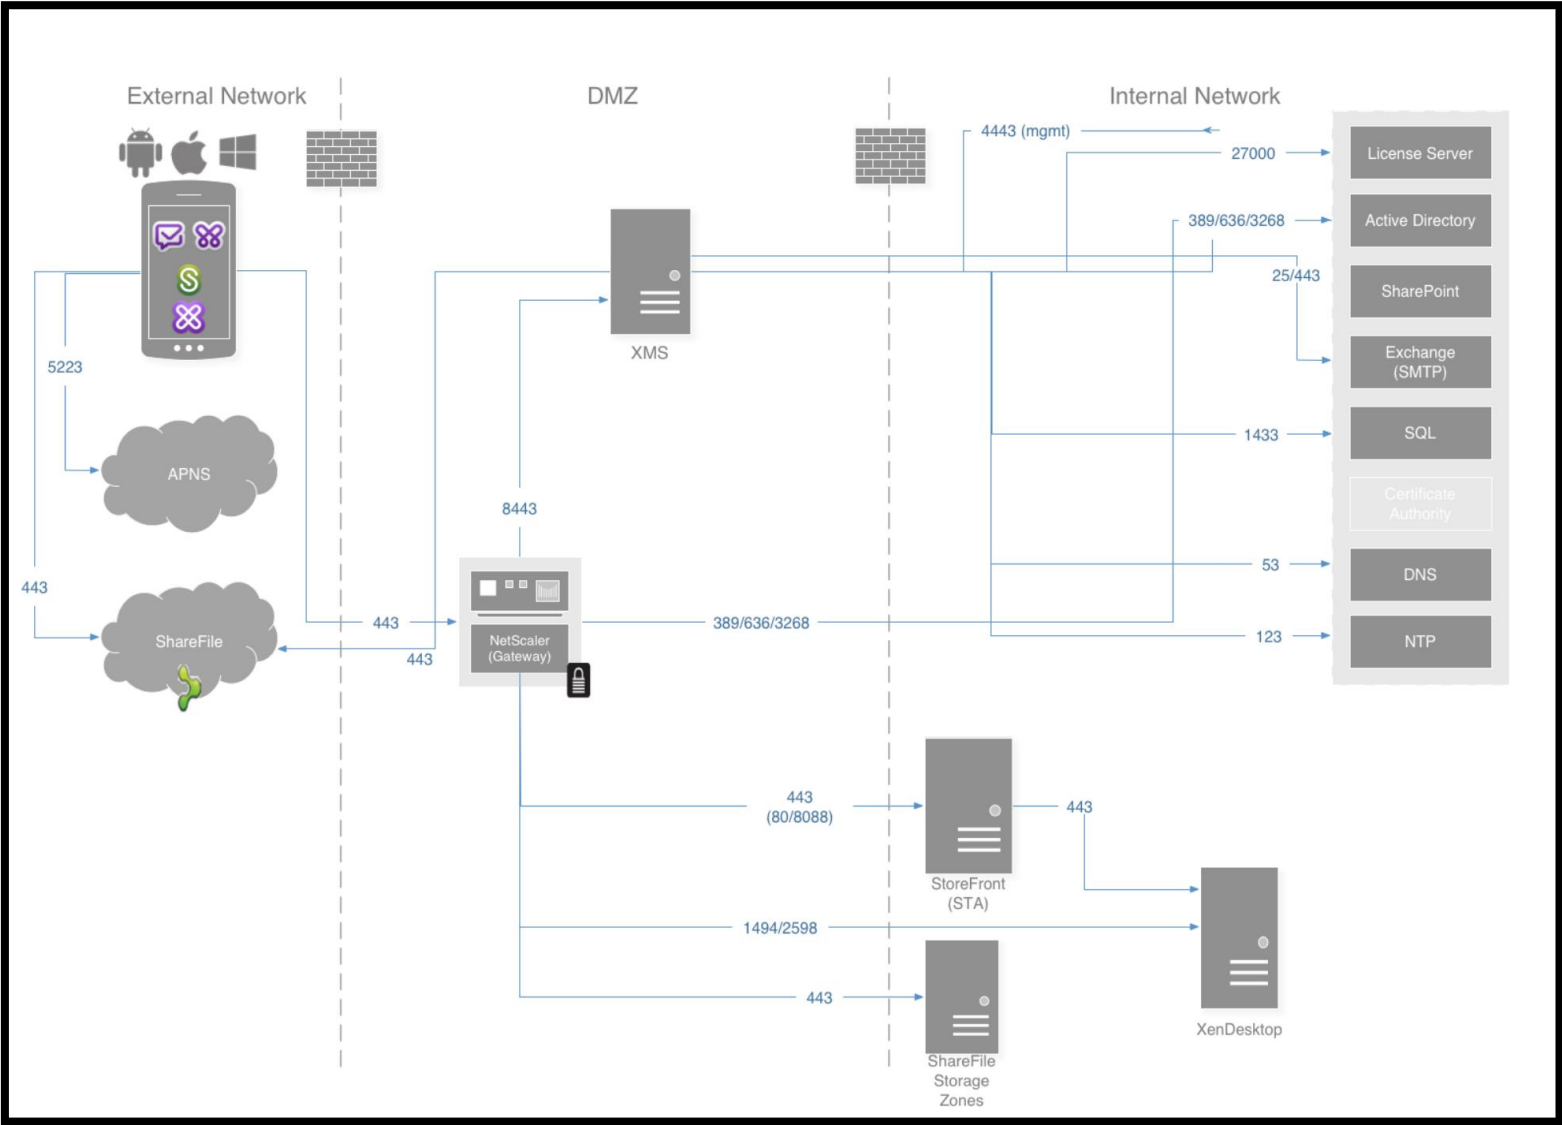 External Network
DMZ
Internal Network
4443 (mgmt)
27000
License Server
389/636/3268
Active Directory
25/443
SharePoint
XMS
Exchange
(SMTP)
5223
1433
SQL
APNS
Certificate
Authority
8443
53
DNS
443
443
389/636/3268
123
NTP
ShareFile
443
NetScaler
(Gateway)
443
(80/8088)
443
StoreFront
(STA)
1494/2598
443
XenDesktop
ShareFile
Storage
Zones